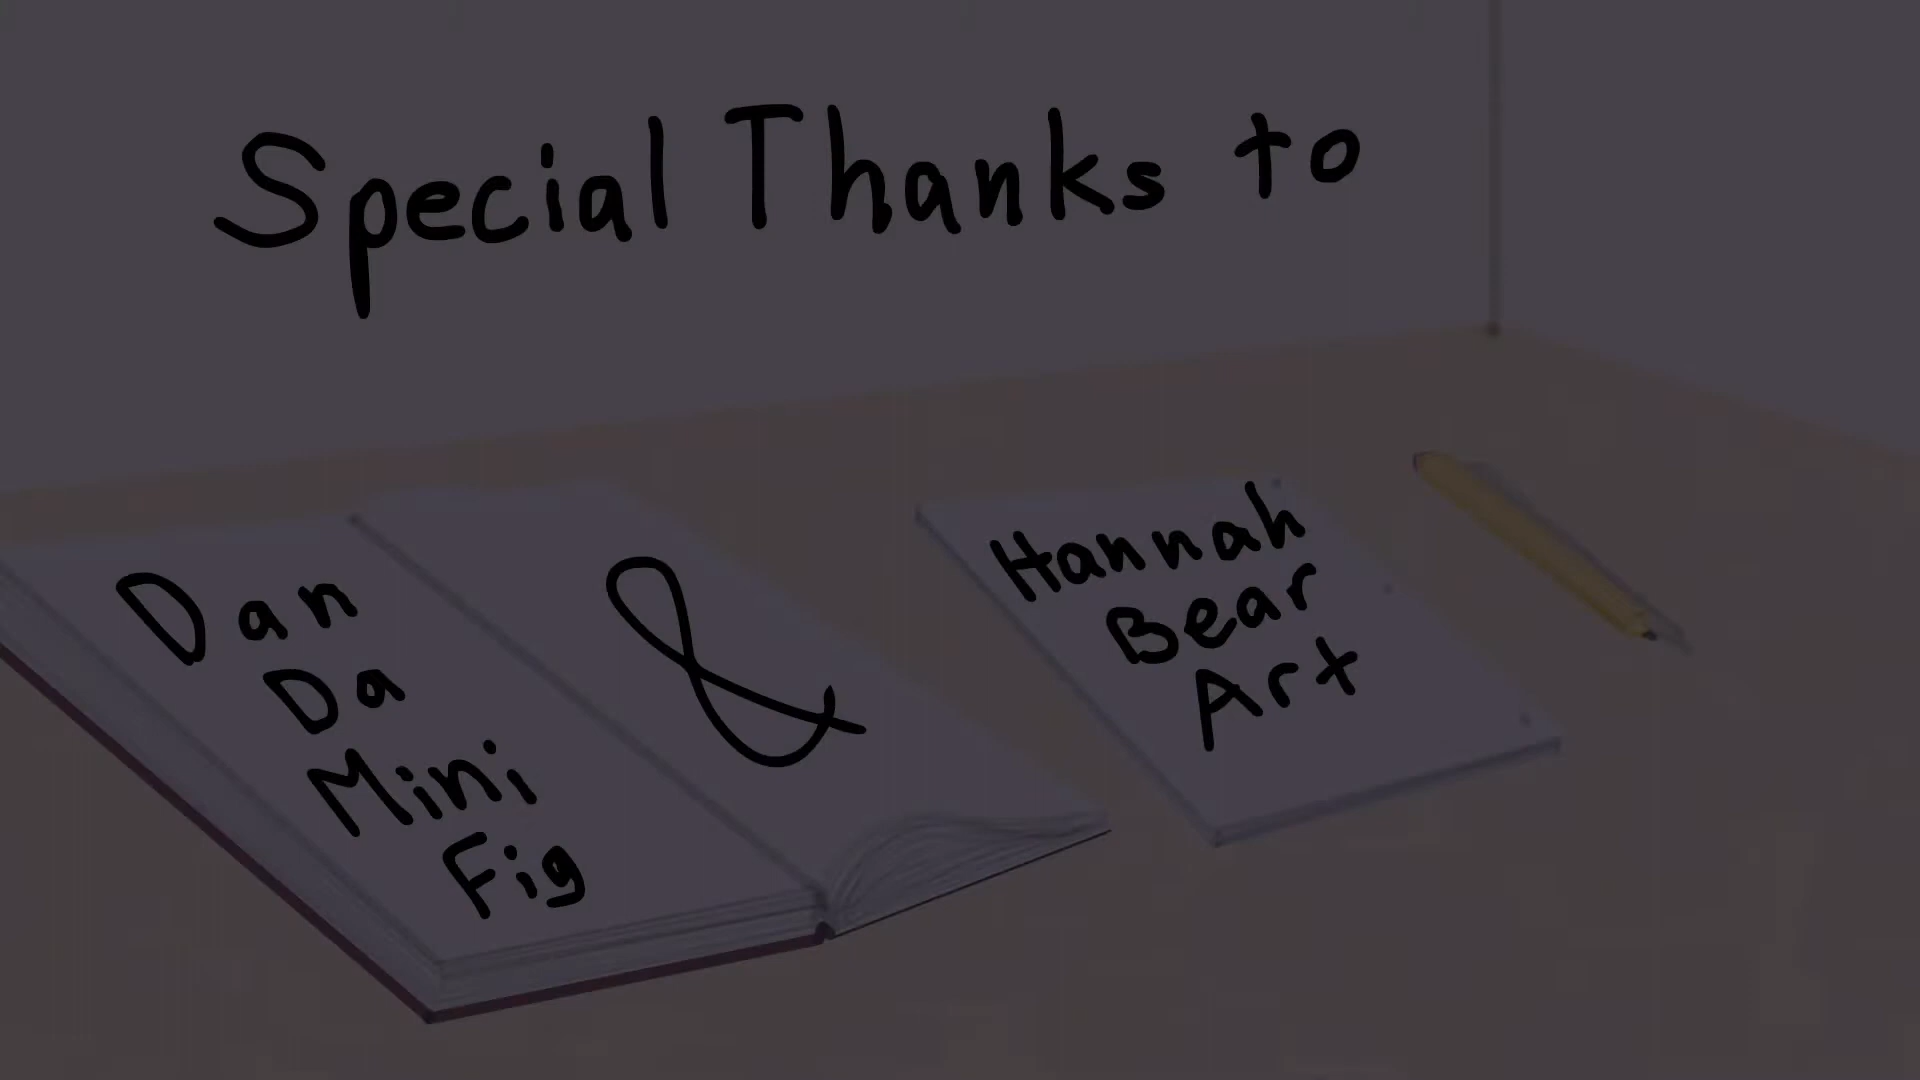 Special Thanks to
Dan
Da
Mini
Fig
&
Hannah
Bear
Art